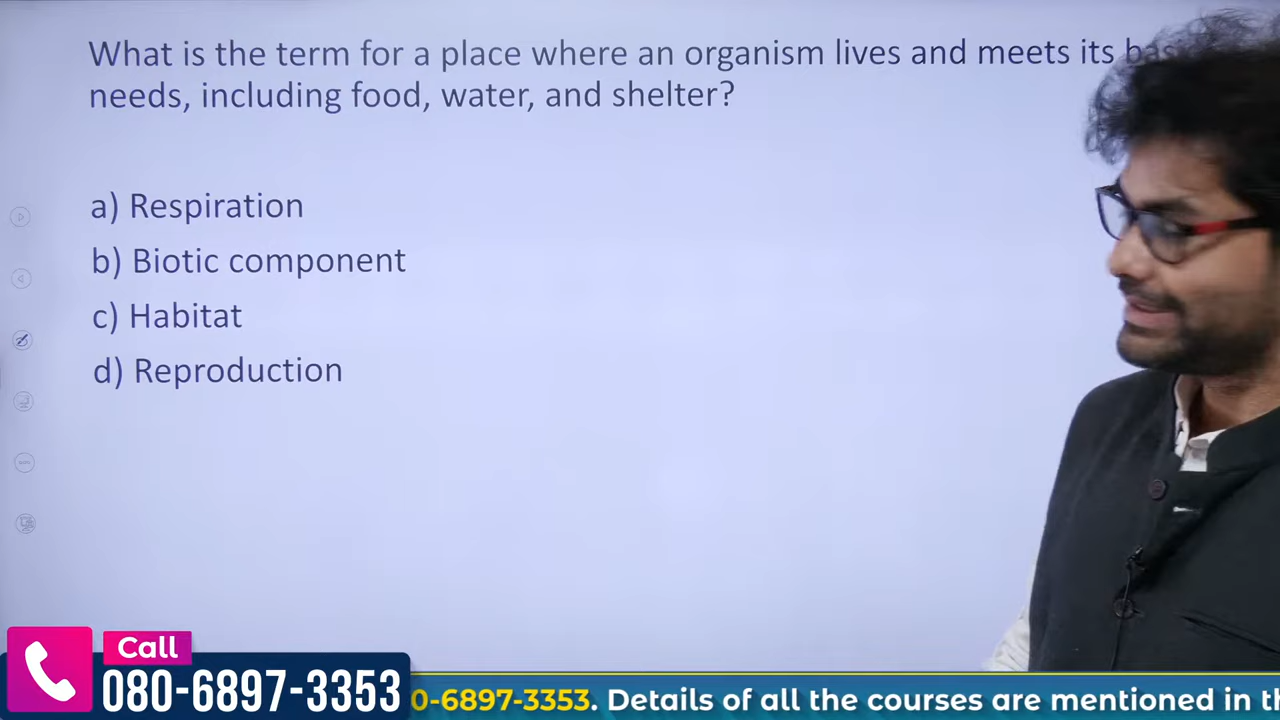 What is the term for a place where an organism lives and meets its
needs, including food, water, and shelter?
a) Respiration
b) Biotic component
c) Habitat
d) Reproduction
Call
080-6897-3353
0-6897-3353. Details of all the courses are mentioned in th